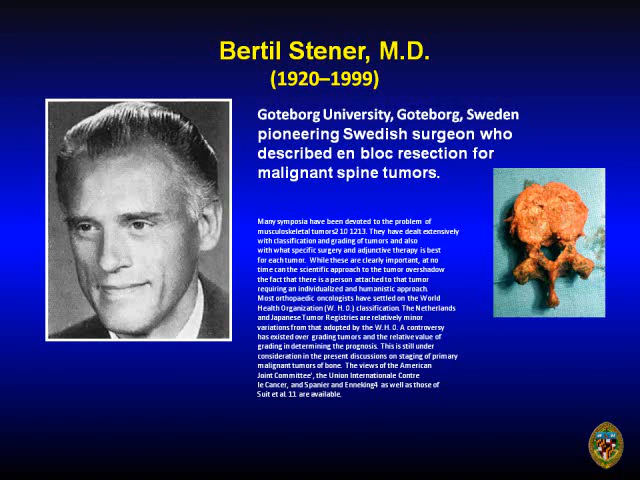 Bertil Stener, M.D.
(1920–1999)
Goteborg University, Goteborg, Sweden
pioneering Swedish surgeon who
described en bloc resection for
malignant spine tumors.
Many symposia have been devoted to the problem of
musculoskeletal tumors2,10 1213. They have dealt extensively
with classification and grading of tumors and also
with what specific surgery and adjunctive therapy is best
for each tumor. While these are clearly important, at no
time can the scientific approach to the tumor overshadow
the fact that there is a person attached to that tumor
requiring an individualized and humanistic approach.
Most orthopaedic oncologists have settled on the World
Health Organization (W. H. 0.) classification. The Netherlands
and Japanese Tumor Registries are relatively minor
variations from that adopted by the W. H. 0. A controversy
has existed over grading tumors and the relative value of
grading in determining the prognosis. This is still under
consideration in the present discussions on staging of primary
malignant tumors of bone. The views of the American
Joint Committee', the Union Internationale Contre
le Cancer, and Spanier and Enneking4 as well as those of
Suit et al. 11 are available.